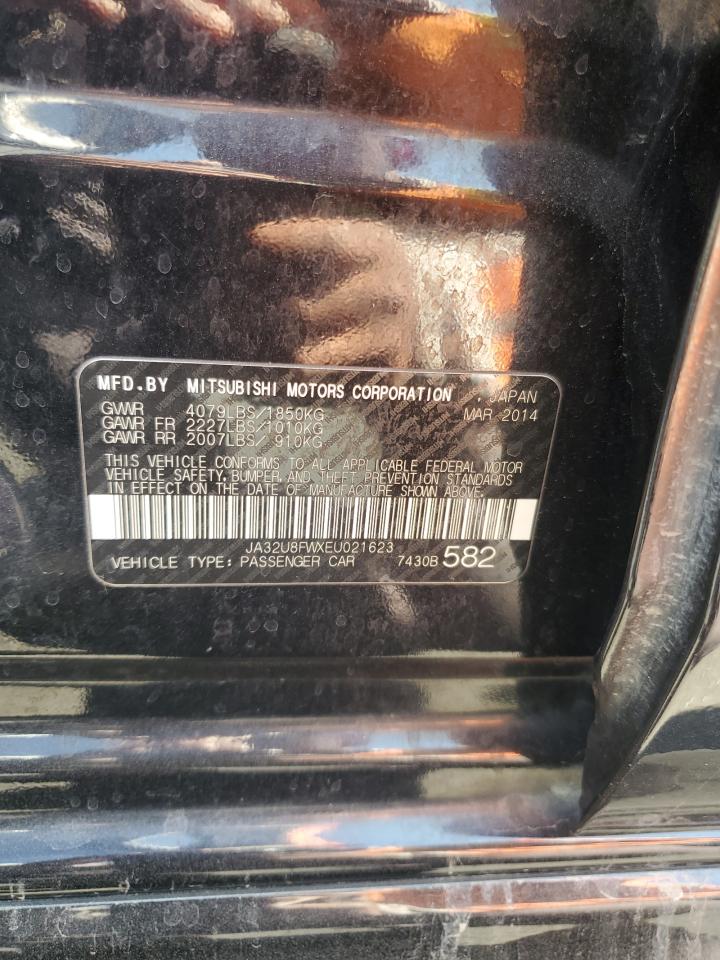 MFD.BY MITSUBISHI MOTORS CORPORATION , JAPAN
GVWR 4079LBS/1850KG MAR 2014
GAWR FR 2227LBS/1010KG
GAWR RR 2007LBS/ 910KG
THIS VEHICLE CONFORMS TO ALL APPLICABLE FEDERAL MOTOR
VEHICLE SAFETY, BUMPER, AND THEFT PREVENTION STANDARDS
IN EFFECT ON THE DATE OF MANUFACTURE SHOWN ABOVE.
JA32U8FWXEU021623
VEHICLE TYPE: PASSENGER CAR 7430B 582